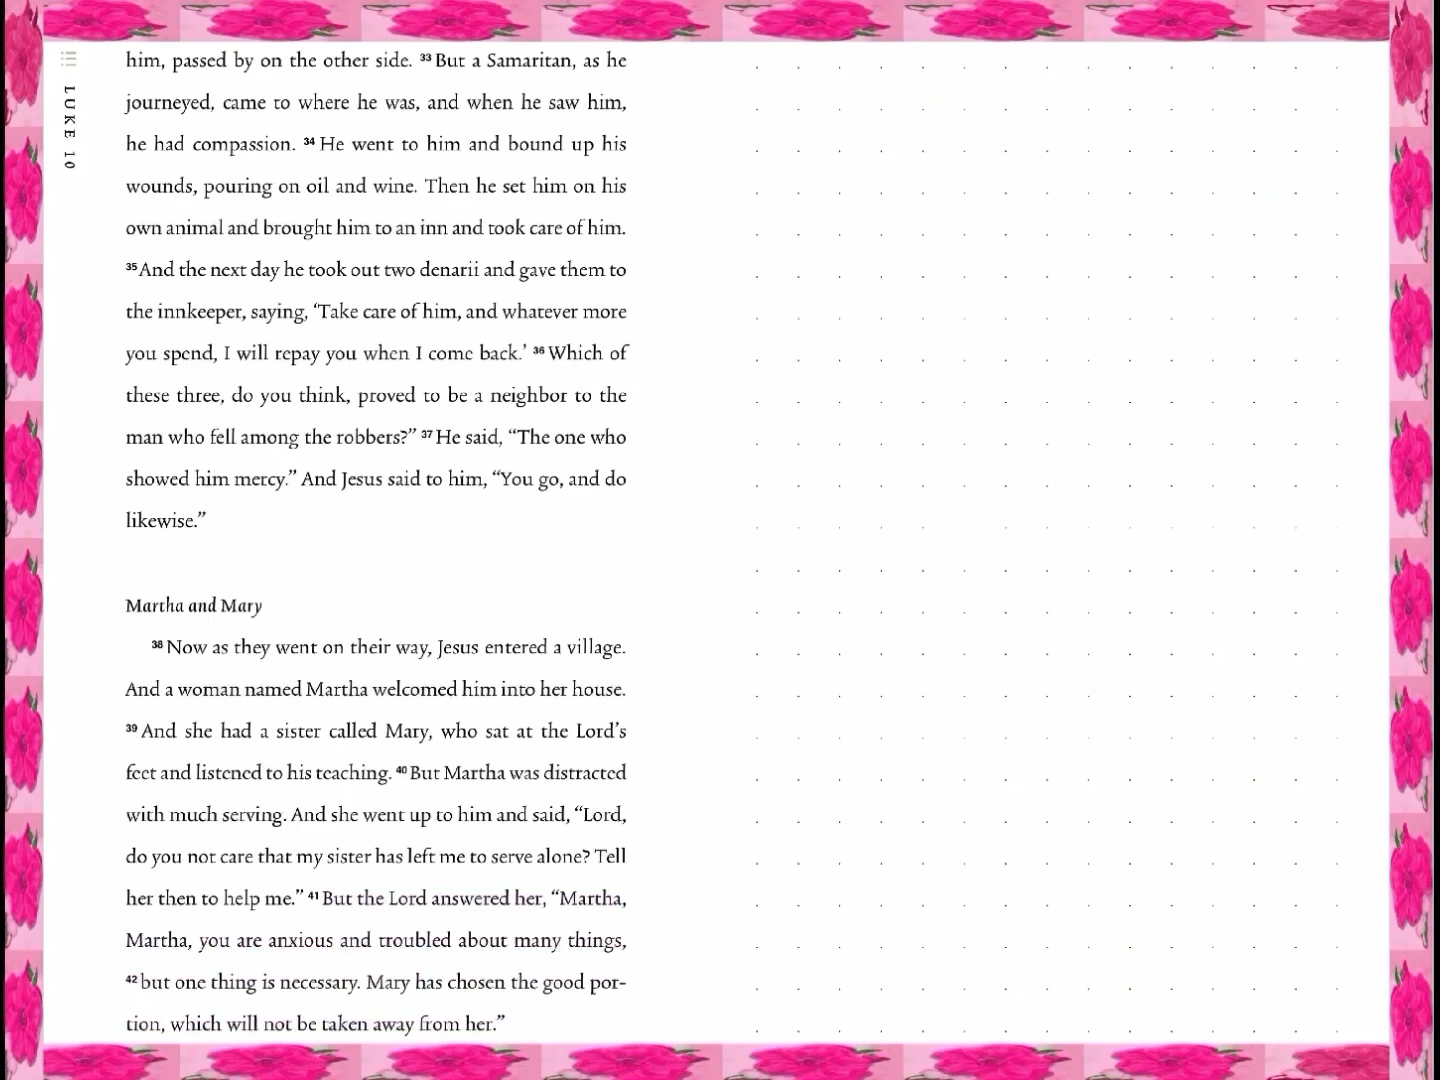 LUKE 10
him, passed by on the other side. 33 But a Samaritan, as he
journeyed, came to where he was, and when he saw him,
he had compassion. 34 He went to him and bound up his
wounds, pouring on oil and wine. Then he set him on his
own animal and brought him to an inn and took care of him.
35 And the next day he took out two denarii and gave them to
the innkeeper, saying, ‘Take care of him, and whatever more
you spend, I will repay you when I come back.’ 36 Which of
these three, do you think, proved to be a neighbor to the
man who fell among the robbers?” 37 He said, “The one who
showed him mercy.” And Jesus said to him, “You go, and do
likewise.”
Martha and Mary
38 Now as they went on their way, Jesus entered a village.
And a woman named Martha welcomed him into her house.
39 And she had a sister called Mary, who sat at the Lord’s
feet and listened to his teaching. 40 But Martha was distracted
with much serving. And she went up to him and said, “Lord,
do you not care that my sister has left me to serve alone? Tell
her then to help me.” 41 But the Lord answered her, “Martha,
Martha, you are anxious and troubled about many things,
42 but one thing is necessary. Mary has chosen the good por-
tion, which will not be taken away from her.”